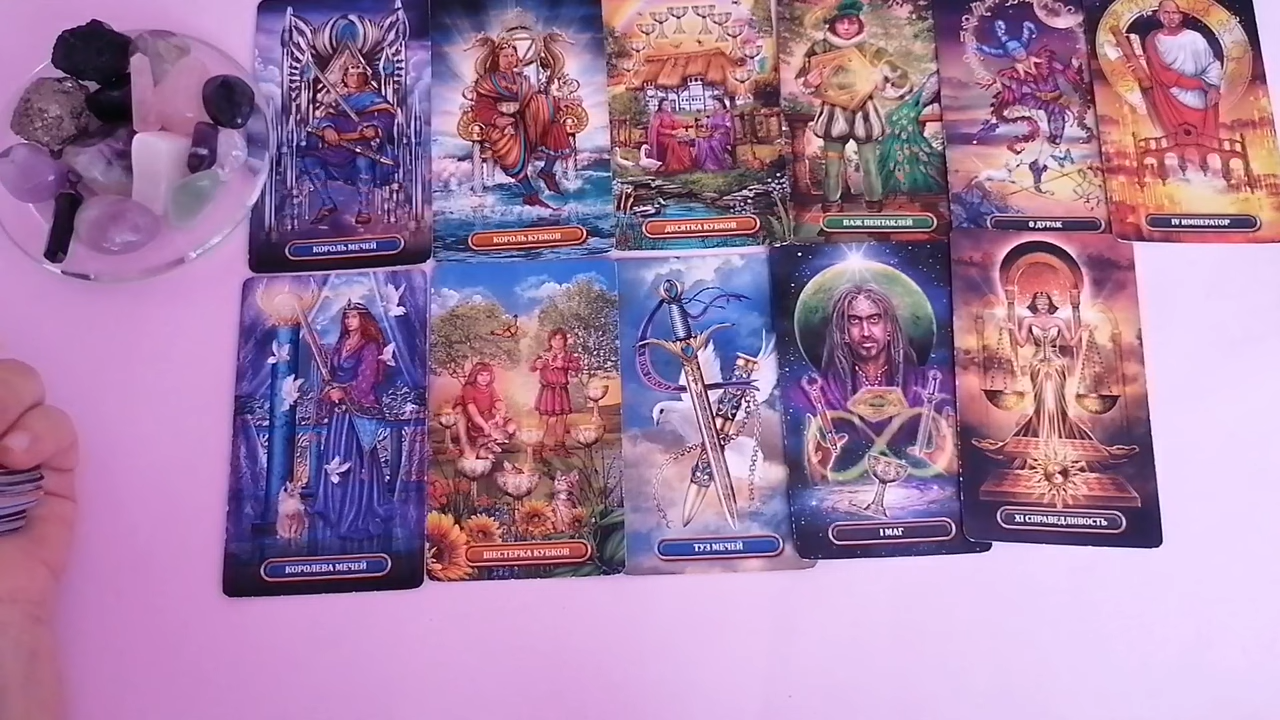 КОРОЛЬ МЕЧЕЙ
КОРОЛЬ КУБКОВ
ДЕСЯТКА КУБКОВ
ПАЖ ПЕНТАКЛЕЙ
0 ДУРАК
IV ИМПЕРАТОР
КОРОЛЕВА МЕЧЕЙ
ШЕСТЕРКА КУБКОВ
ТУЗ МЕЧЕЙ
I МАГ
XI СПРАВЕДЛИВОСТЬ